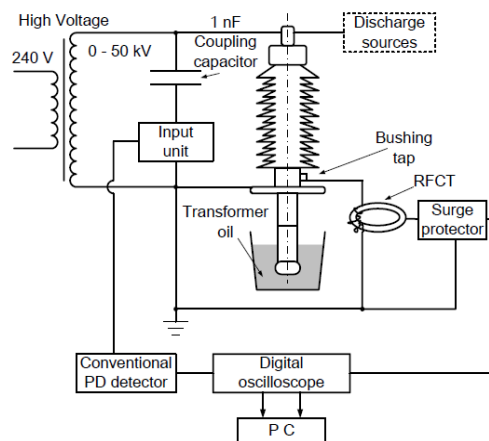 High Voltage
240 V
0 - 50 kV
1 nF
Coupling
capacitor
Discharge
sources
Input
unit
Bushing
tap
RFCT
Surge
protector
Transformer
oil
Conventional
PD detector
Digital
oscilloscope
P C